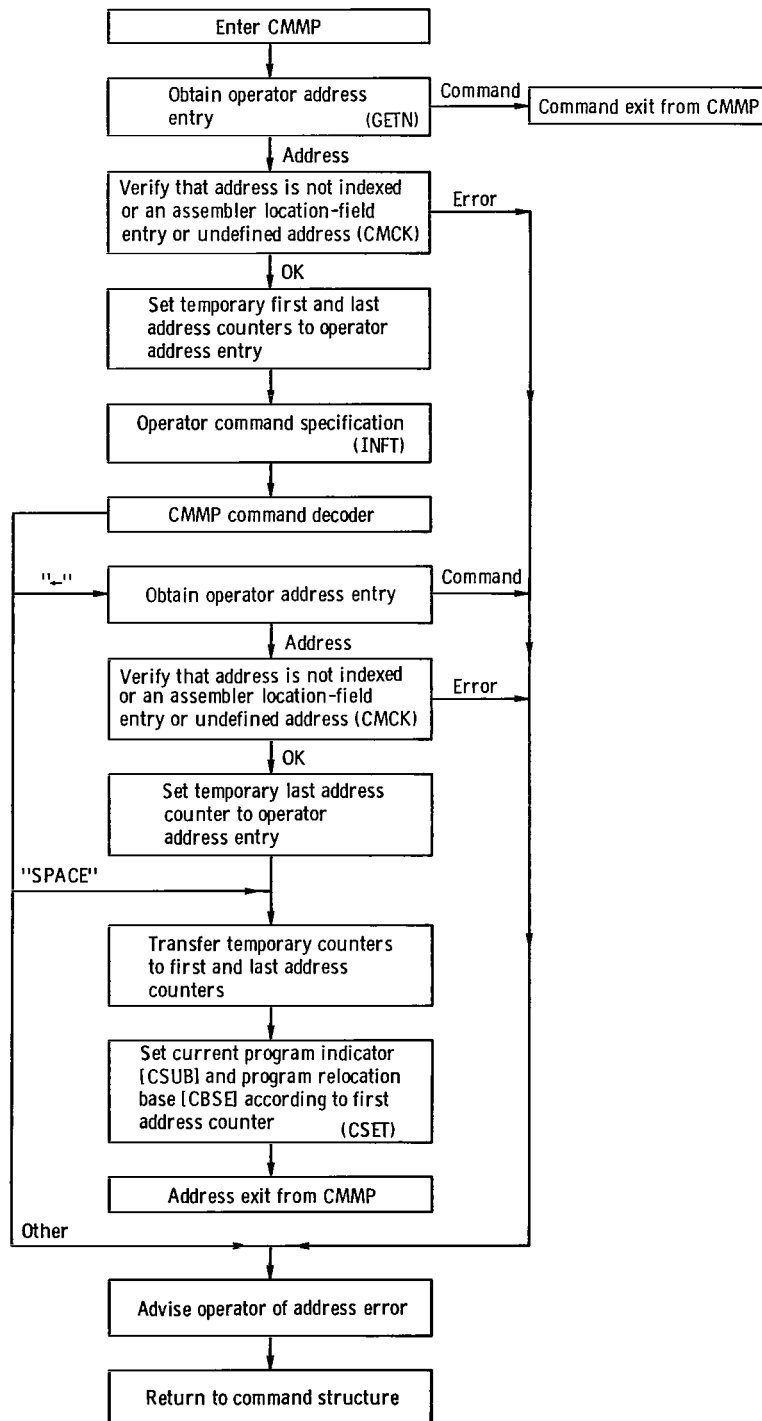 Enter CMMP
Obtain operator address
entry (GETN)
Command
Command exit from CMMP
Address
Verify that address is not indexed
or an assembler location-field
entry or undefined address (CMCK)
Error
OK
Set temporary first and last
address counters to operator
address entry
Operator command specification
(INFT)
CMMP command decoder
"←"
Obtain operator address entry
Command
Address
Verify that address is not indexed
or an assembler location-field
entry or undefined address (CMCK)
Error
OK
Set temporary last address
counter to operator
address entry
"SPACE"
Transfer temporary counters
to first and last address
counters
Set current program indicator
[CSUB] and program relocation
base [CBSE] according to first
address counter (CSET)
Address exit from CMMP
Other
Advise operator of address error
Return to command structure